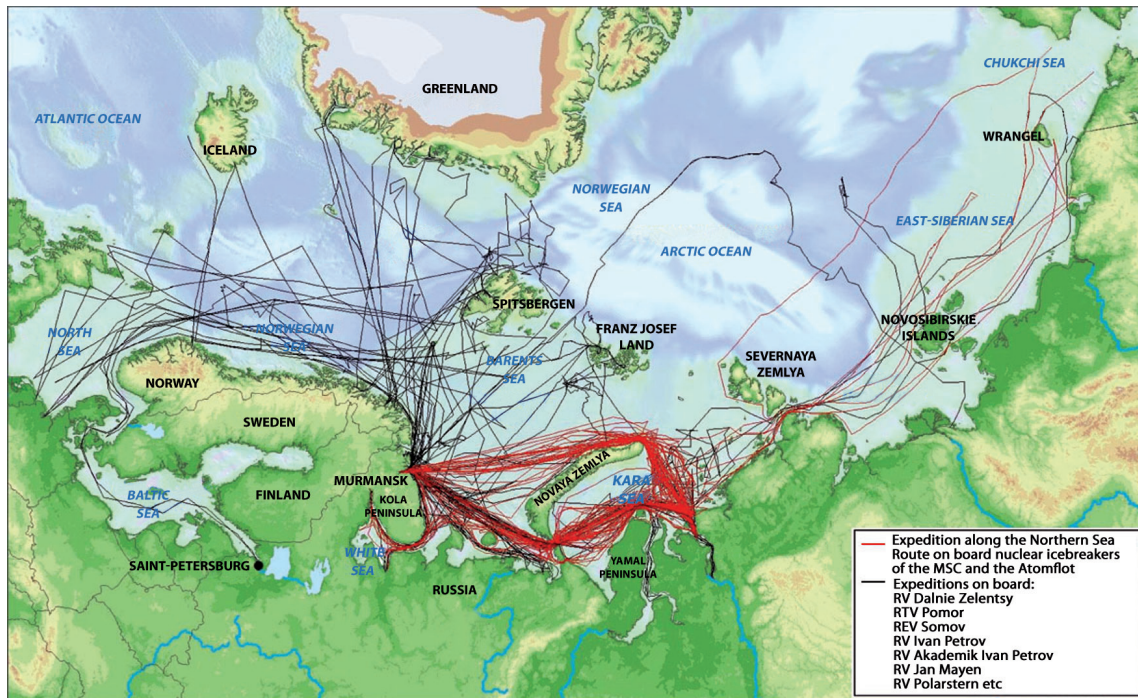 GREENLAND
CHUKCHI SEA
ATLANTIC OCEAN
WRANGEL
ICELAND
NORWEGIAN
SEA
EAST-SIBERIAN SEA
ARCTIC OCEAN
SPITSBERGEN
NORTH
SEA
NORWEGIAN
SEA
FRANZ JOSEF
LAND
NOVOSIBIRSKIE
ISLANDS
BARENTS
SEA
SEVERNAYA
ZEMLYA
NORWAY
SWEDEN
MURMANSK
NOVAYA ZEMLYA
KARA
SEA
KOLA
PENINSULA
BALTIC
SEA
FINLAND
WHITE
SEA
YAMAL
PENINSULA
SAINT-PETERSBURG
RUSSIA
Expedition along the Northern Sea
Route on board nuclear icebreakers
of the MSC and the Atomflot
Expeditions on board:
RV Dalnie Zelentsy
RTV Pomor
REV Somov
RV Ivan Petrov
RV Akademik Ivan Petrov
RV Jan Mayen
RV Polarstern etc